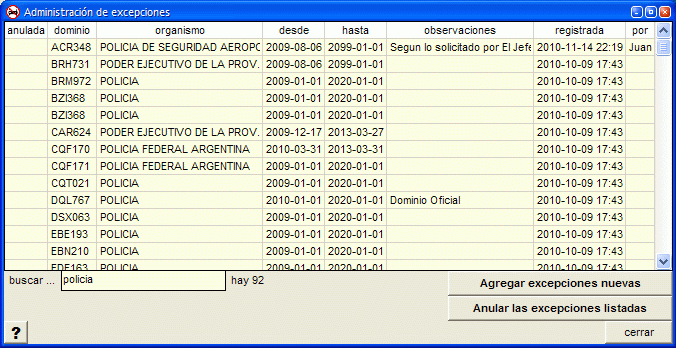 Administración de excepciones
anulada dominio organismo desde hasta observaciones registrada por
ACR348 POLICIA DE SEGURIDAD AEROPO 2009-08-06 2099-01-01 Segun lo solicitado por El Jefe 2010-11-14 22:19 Juan
BRH731 PODER EJECUTIVO DE LA PROV. 2009-08-06 2099-01-01 2010-10-09 17:43
BRM972 POLICIA 2009-01-01 2020-01-01 2010-10-09 17:43
BZI368 POLICIA 2009-01-01 2020-01-01 2010-10-09 17:43
BZI368 POLICIA 2009-01-01 2020-01-01 2010-10-09 17:43
CAR624 PODER EJECUTIVO DE LA PROV. 2009-12-17 2013-03-27 2010-10-09 17:43
CQF170 POLICIA FEDERAL ARGENTINA 2010-03-31 2013-03-31 2010-10-09 17:43
CQF171 POLICIA FEDERAL ARGENTINA 2009-01-01 2020-01-01 2010-10-09 17:43
CQT021 POLICIA 2009-01-01 2020-01-01 2010-10-09 17:43
DQL767 POLICIA 2010-01-01 2020-01-01 Dominio Oficial 2010-10-09 17:43
DSX063 POLICIA 2009-01-01 2020-01-01 2010-10-09 17:43
EBE193 POLICIA 2009-01-01 2020-01-01 2010-10-09 17:43
EBN210 POLICIA 2009-01-01 2020-01-01 2010-10-09 17:43
EDE163 POLICIA 2009-01-01 2020-01-01 2010-10-09 17:43
buscar ... policia hay 92
Agregar excepciones nuevas
Anular las excepciones listadas
? cerrar